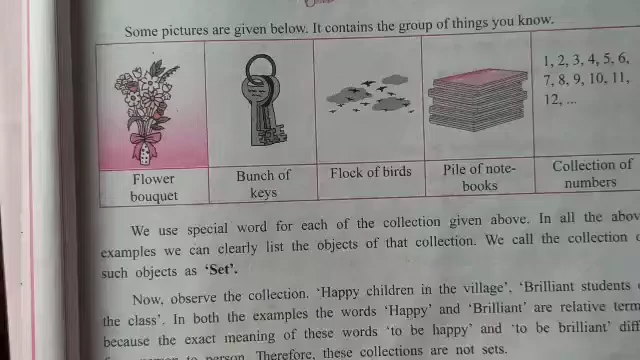 Some pictures are given below. It contains the group of things you know.
1, 2, 3, 4, 5, 6,
7, 8, 9, 10, 11,
12, ...
Flower bouquet
Bunch of keys
Flock of birds
Pile of note-books
Collection of numbers
We use special word for each of the collection given above. In all the abov
examples we can clearly list the objects of that collection. We call the collection
such objects as 'Set'.
Now, observe the collection. 'Happy children in the village', 'Brilliant students
the class'. In both the examples the words 'Happy' and 'Brilliant' are relative term
because the exact meaning of these words 'to be happy' and 'to be brilliant' diff
to person. Therefore, these collections are not sets.